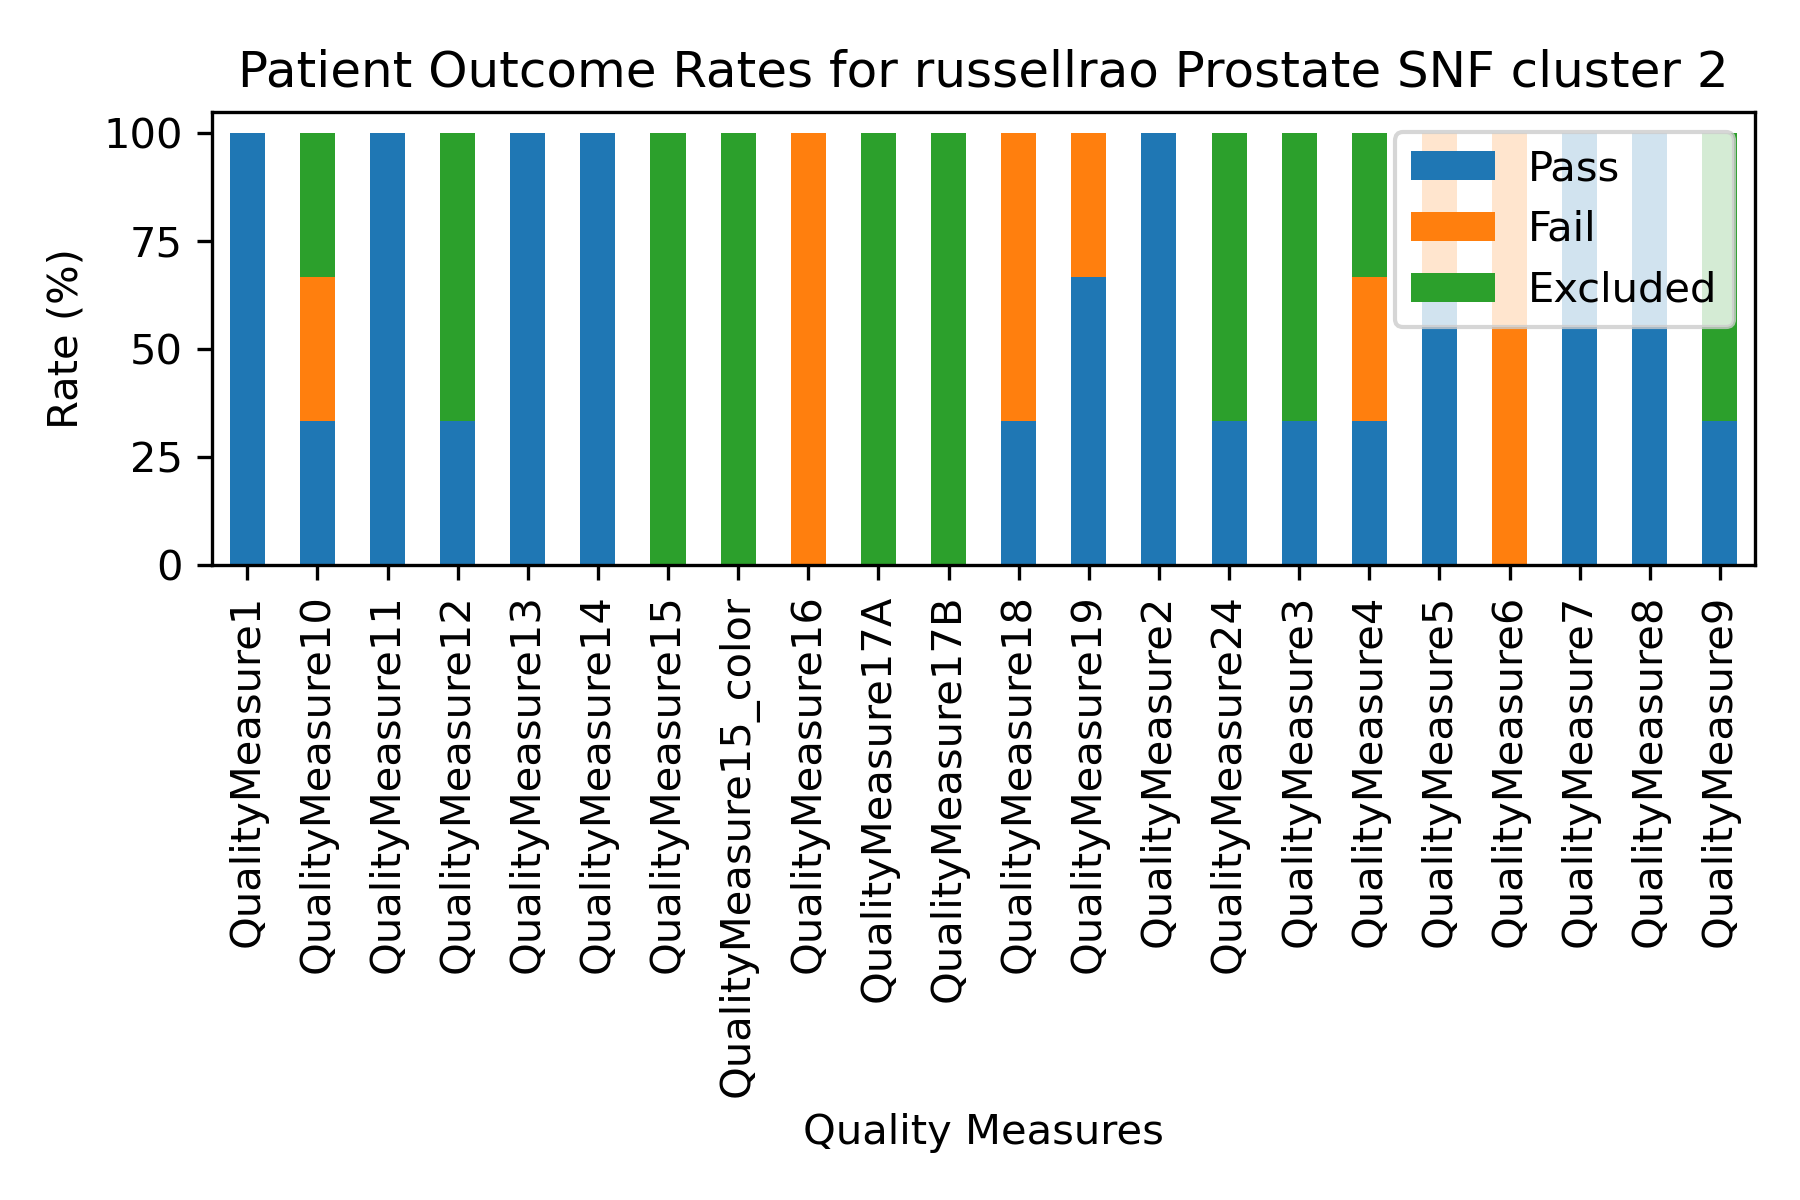 Patient Outcome Rates for russellrao Prostate SNF cluster 2
Rate (%)
100
75
50
25
0
Pass
Fail
Excluded
QualityMeasure1
QualityMeasure10
QualityMeasure11
QualityMeasure12
QualityMeasure13
QualityMeasure14
QualityMeasure15
QualityMeasure15_color
QualityMeasure16
QualityMeasure17A
QualityMeasure17B
QualityMeasure18
QualityMeasure19
QualityMeasure2
QualityMeasure24
QualityMeasure3
QualityMeasure4
QualityMeasure5
QualityMeasure6
QualityMeasure7
QualityMeasure8
QualityMeasure9
Quality Measures